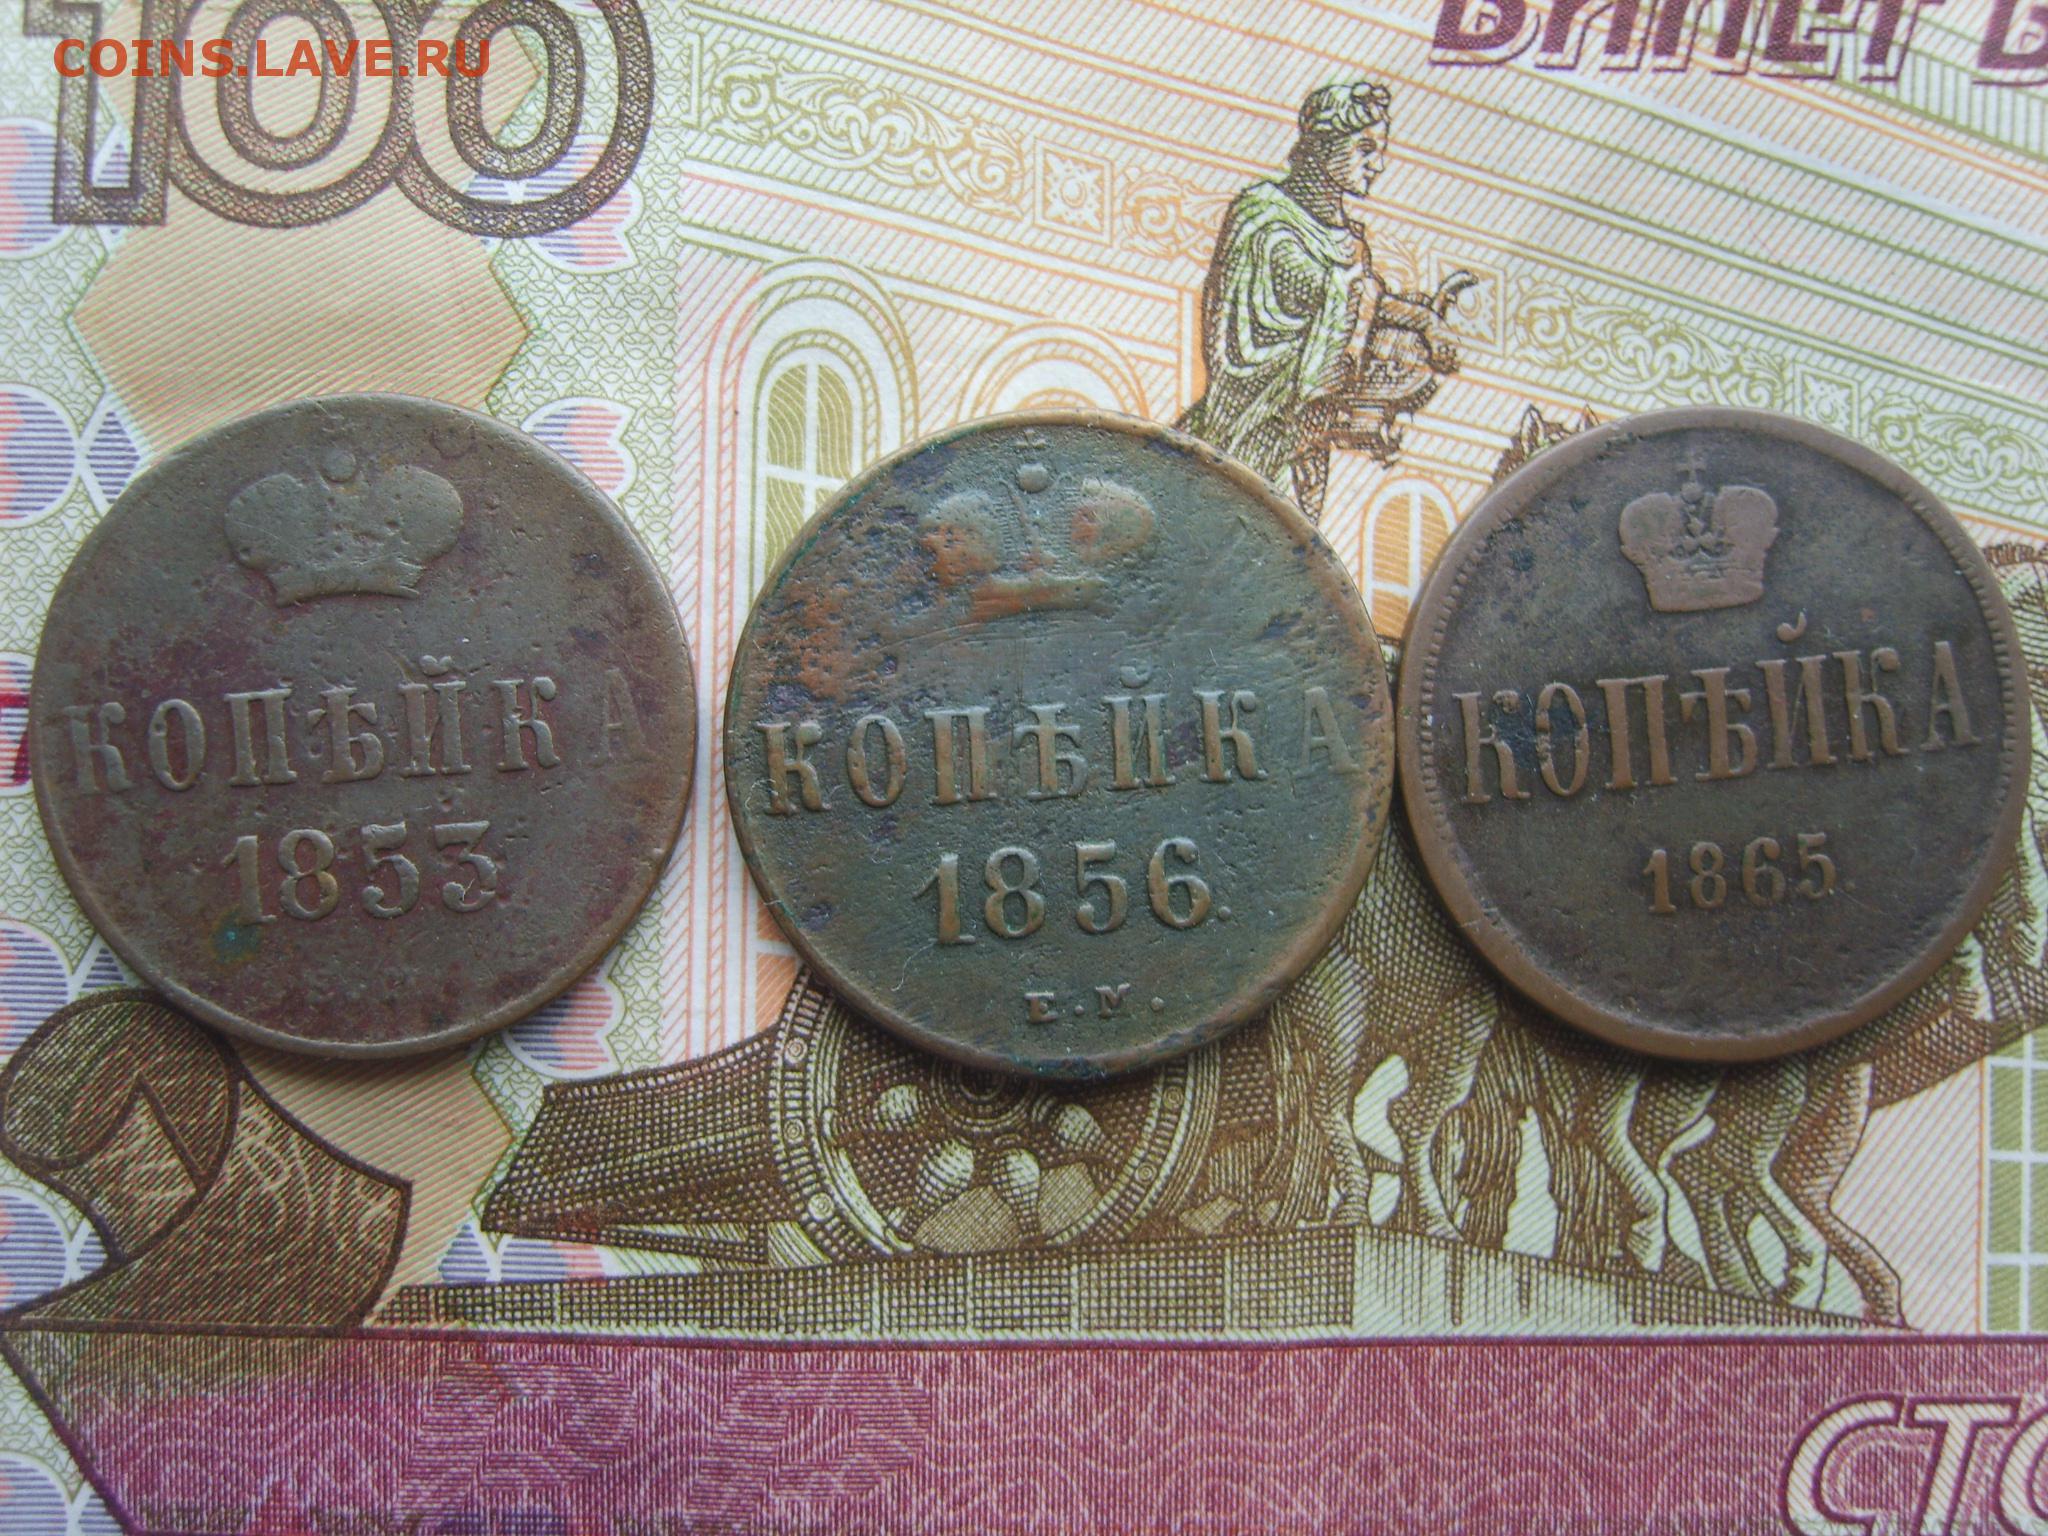 COINS.LAVE.RU
100
БИЛЕТ Б
КОПѢЙКА
1853
КОПѢЙКА
1856.
Е.М.
КОПѢЙКА
1865.
СТО